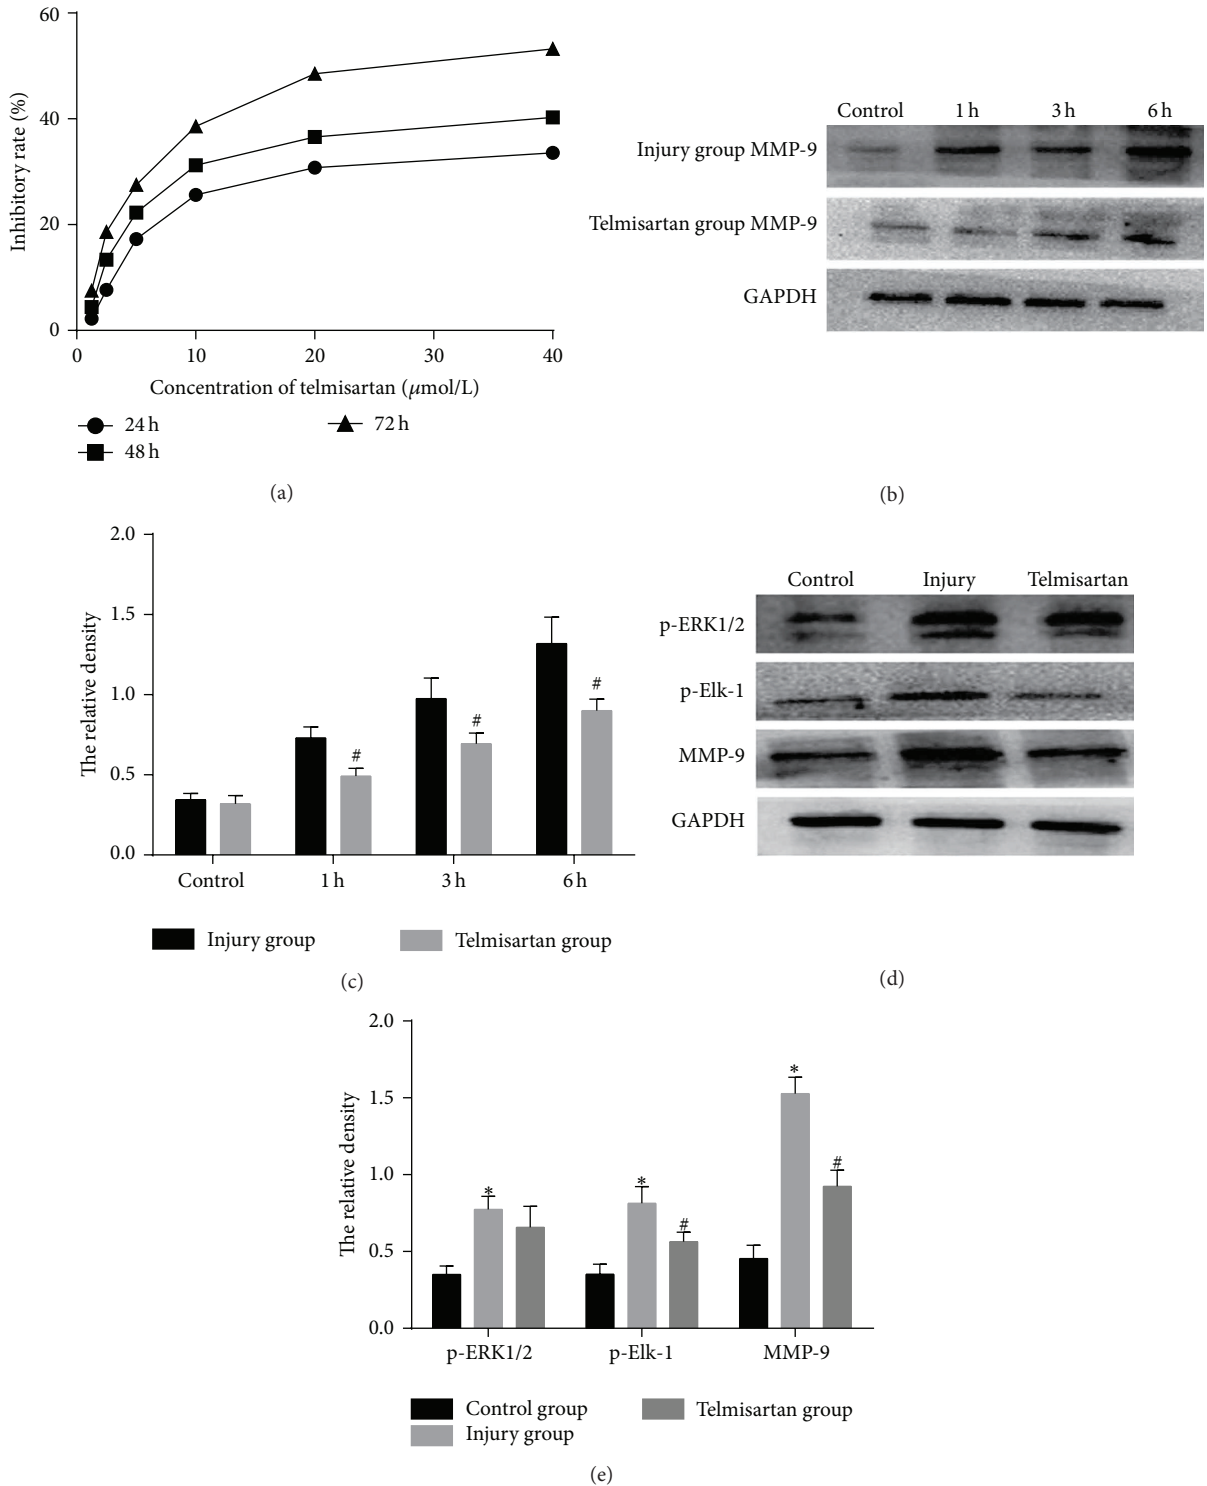 60
40
20
0
Inhibitory rate (%)
0 10 20 30 40
Concentration of telmisartan (μmol/L)
24 h 72 h
48 h
(a)
Control 1 h 3 h 6 h
Injury group MMP-9
Telmisartan group MMP-9
GAPDH
(b)
2.0
1.5
1.0
0.5
0.0
The relative density
# # #
Control 1 h 3 h 6 h
Injury group Telmisartan group
(c)
Control Injury Telmisartan
p-ERK1/2
p-Elk-1
MMP-9
GAPDH
(d)
2.0
1.5
1.0
0.5
0.0
The relative density
* * # * #
p-ERK1/2 p-Elk-1 MMP-9
Control group Telmisartan group
Injury group
(e)